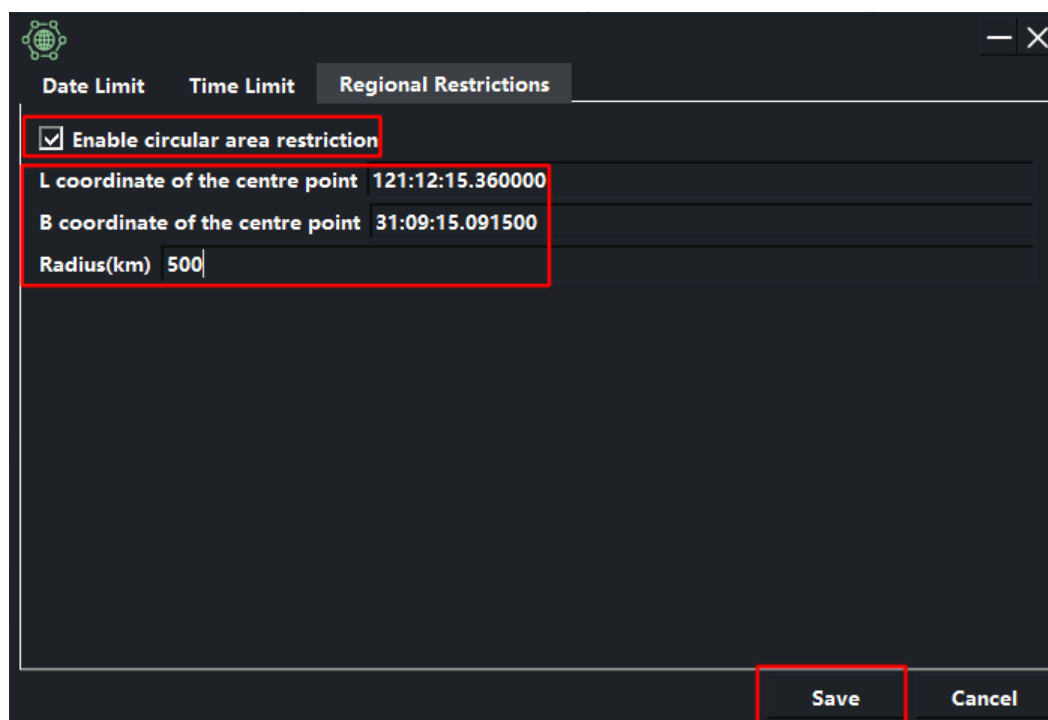 Date Limit Time Limit Regional Restrictions
Enable circular area restriction
L coordinate of the centre point 121:12:15.360000
B coordinate of the centre point 31:09:15.091500
Radius(km) 500
Save Cancel